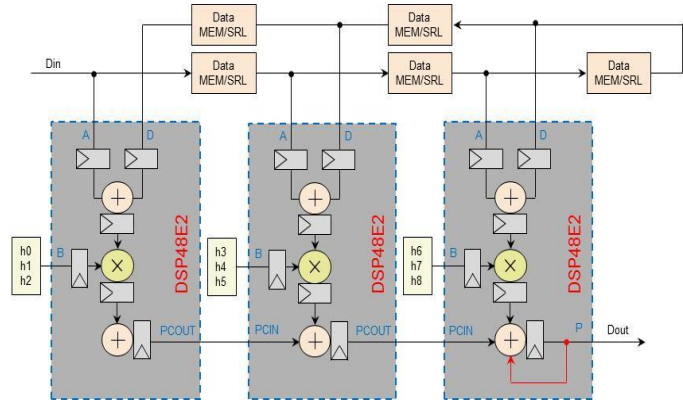 Data
MEM/SRL
Data
MEM/SRL
Din
Data
MEM/SRL
Data
MEM/SRL
Data
MEM/SRL
A
D
A
D
A
D
+
+
+
h0
h1
h2
B
×
DSP48E2
h3
h4
h5
B
×
DSP48E2
h6
h7
h8
B
×
DSP48E2
+
PCOUT
PCIN
+
PCOUT
PCIN
+
P
Dout